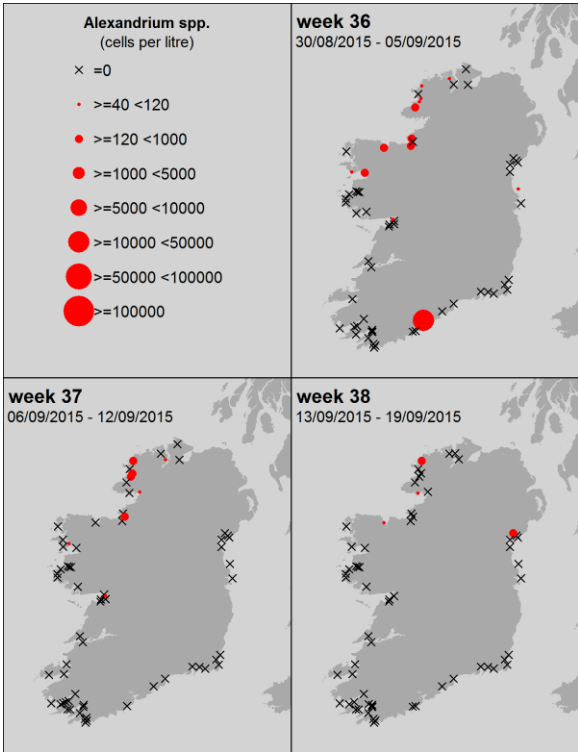 Alexandrium spp.
(cells per litre)
=0
>=40 <120
>=120 <1000
>=1000 <5000
>=5000 <10000
>=10000 <50000
>=50000 <100000
>=100000
week 36
30/08/2015 - 05/09/2015
week 37
06/09/2015 - 12/09/2015
week 38
13/09/2015 - 19/09/2015